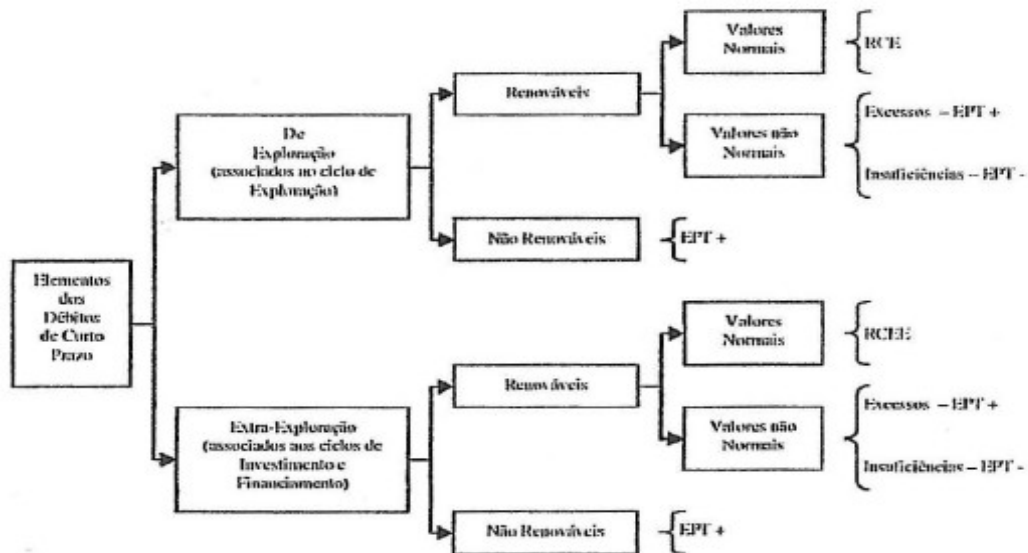 Elementos
dos
Débitos
de Curto
Prazo
De
Exploração
(associados ao ciclo de
Exploração)
Renováveis
Valores
Normais
RCE
Valores não
Normais
Excessos – EPT +
Insuficiências – EPT -
Não Renováveis
EPT +
Extra-Exploração
(associados aos ciclos de
Investimento e
Financiamento)
Renováveis
Valores
Normais
RCEE
Valores não
Normais
Excessos – EPT +
Insuficiências – EPT -
Não Renováveis
EPT +